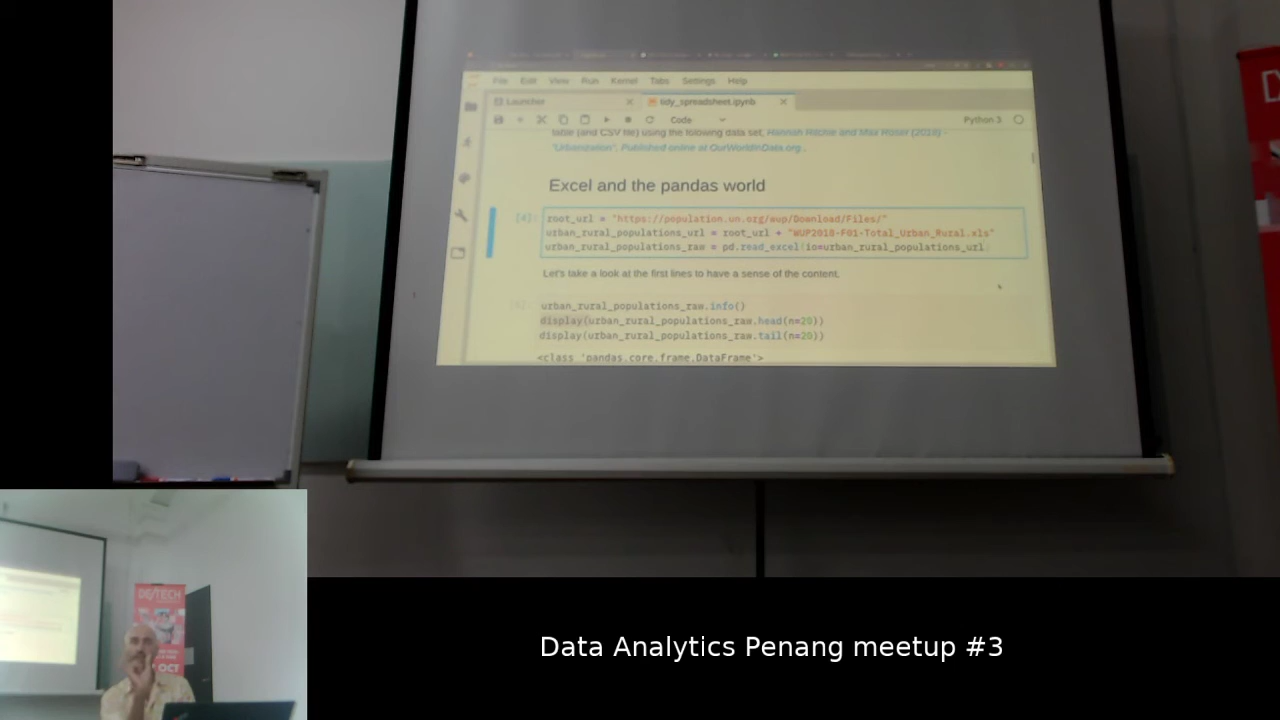 File Edit View Run Kernel Tabs Settings Help
Launcher
tidy_spreadsheet.ipynb
Code
Python 3
table (and CSV file) using the following data set, Hannah Ritchie and Max Roser (2019) -
"Urbanization"; Published online at OurWorldInData.org .
Excel and the pandas world
[4]: root_url = "https://population.un.org/wup/Download/Files/"
urban_rural_populations_url = root_url + "WUP2018-F01-Total_Urban_Rural.xls"
urban_rural_populations_raw = pd.read_excel(io=urban_rural_populations_url
Let's take a look at the first lines to have a sense of the content.
urban_rural_populations_raw.info()
display(urban_rural_populations_raw.head(n=20))
display(urban_rural_populations_raw.tail(n=20))
<class 'pandas.core.frame.DataFrame'>
DE/TECH
OCT
Data Analytics Penang meetup #3